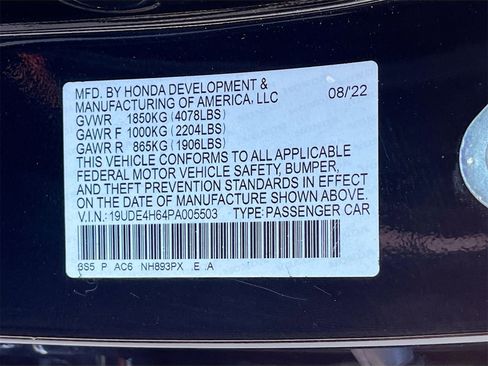 MFD. BY HONDA DEVELOPMENT & 08/'22
MANUFACTURING OF AMERICA, LLC
GVWR 1850KG (4078LBS)
GAWR F 1000KG (2204LBS)
GAWR R 865KG (1906LBS)
THIS VEHICLE CONFORMS TO ALL APPLICABLE
FEDERAL MOTOR VEHICLE SAFETY, BUMPER,
AND THEFT PREVENTION STANDARDS IN EFFECT
ON THE DATE OF MANUFACTURE SHOWN ABOVE.
V.I.N.: 19UDE4H64PA005503 TYPE: PASSENGER CAR
3S5 P AC6 NH893PX E A